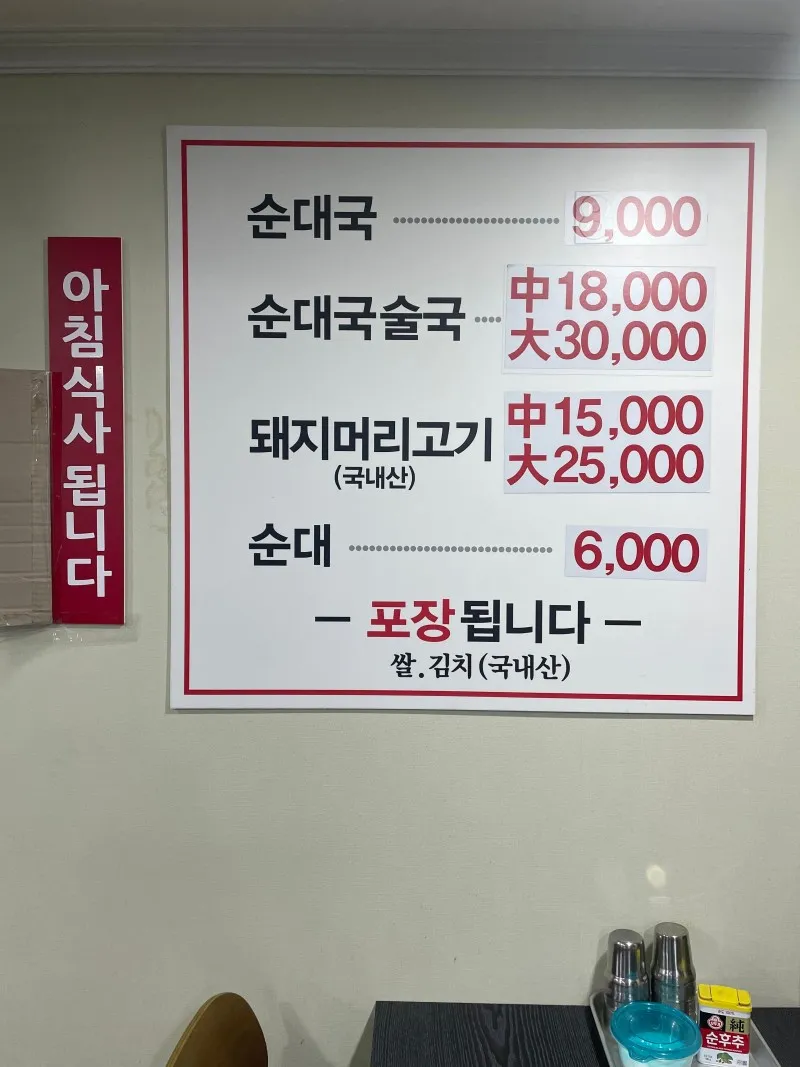 아침식사됩니다
순대국 9,000
순대국술국 中18,000
大30,000
돼지머리고기 中15,000
(국내산) 大25,000
순대 6,000
— 포장됩니다 —
쌀.김치(국내산)
純
순후추